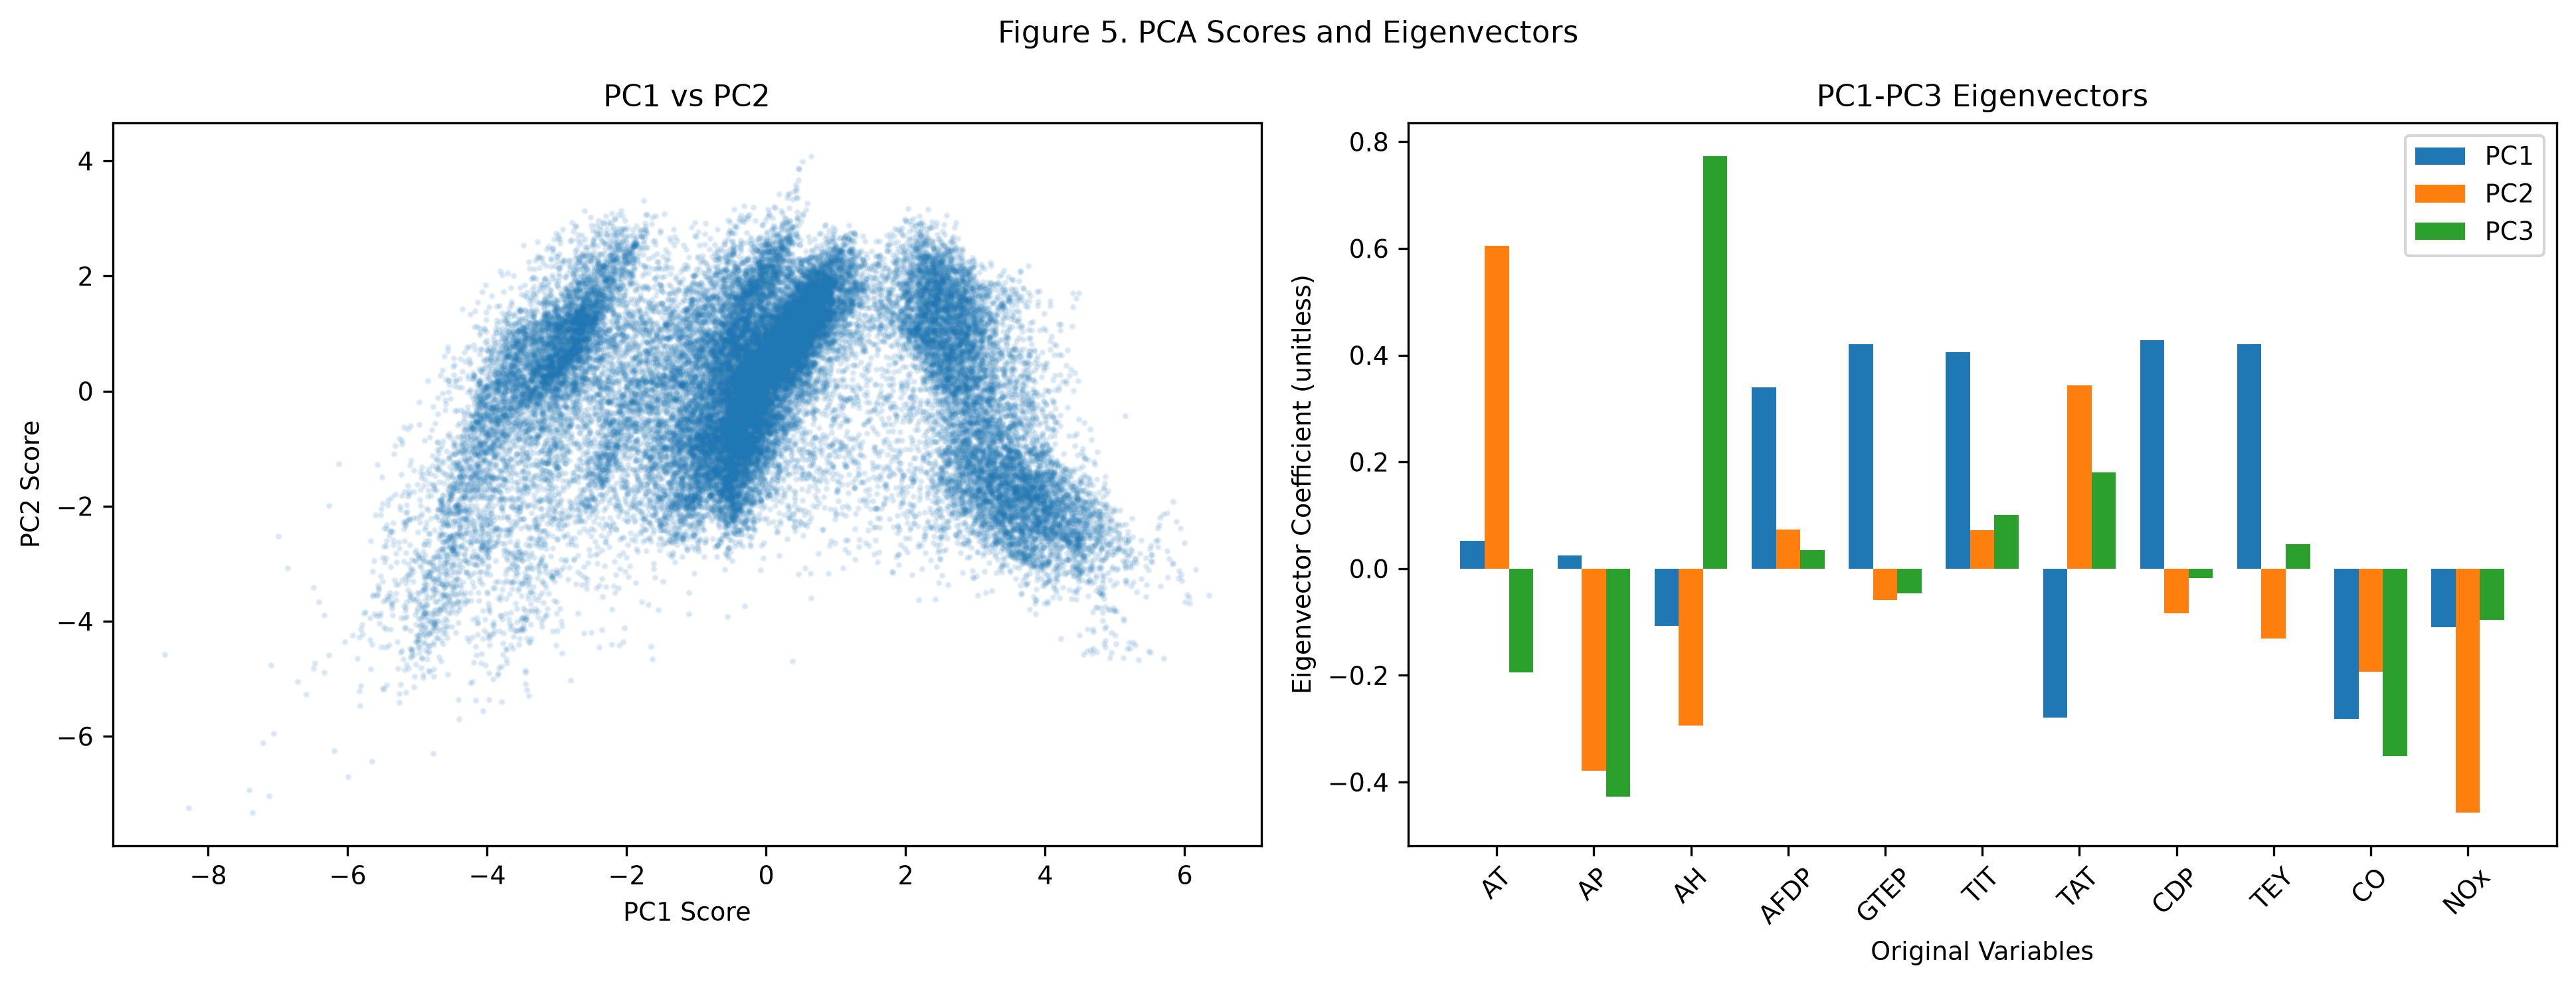 Figure 5. PCA Scores and Eigenvectors
PC1 vs PC2
4
2
0
−2
−4
−6
PC2 Score
−8
−6
−4
−2
0
2
4
6
PC1 Score
PC1-PC3 Eigenvectors
0.8
0.6
0.4
0.2
0.0
−0.2
−0.4
Eigenvector Coefficient (unitless)
PC1
PC2
PC3
AT
AP
AH
AFDP
GTEP
TIT
TAT
CDP
TEY
CO
NOx
Original Variables